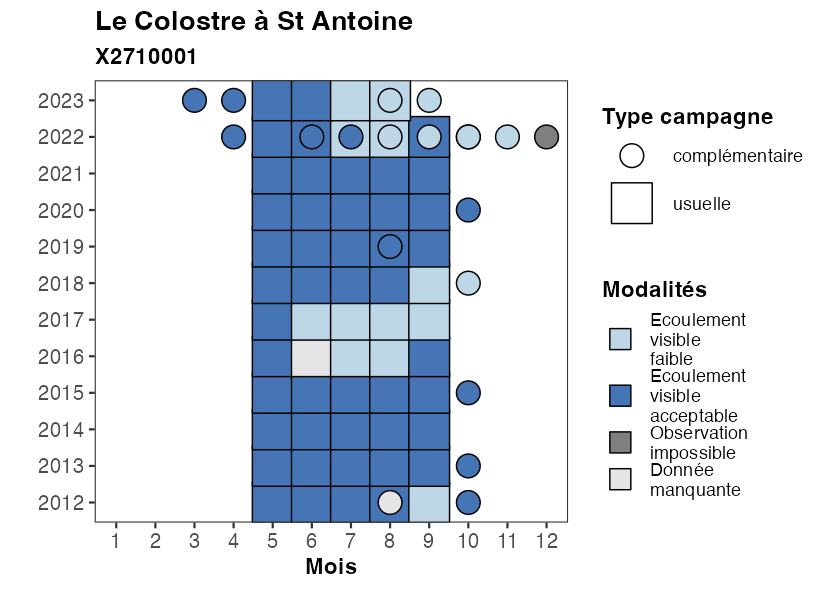 Le Colostre à St Antoine
X2710001
2023
2022
2021
2020
2019
2018
2017
2016
2015
2014
2013
2012
1 2 3 4 5 6 7 8 9 10 11 12
Mois
Type campagne
complémentaire
usuelle
Modalités
Ecoulement
visible
faible
Ecoulement
visible
acceptable
Observation
impossible
Donnée
manquante